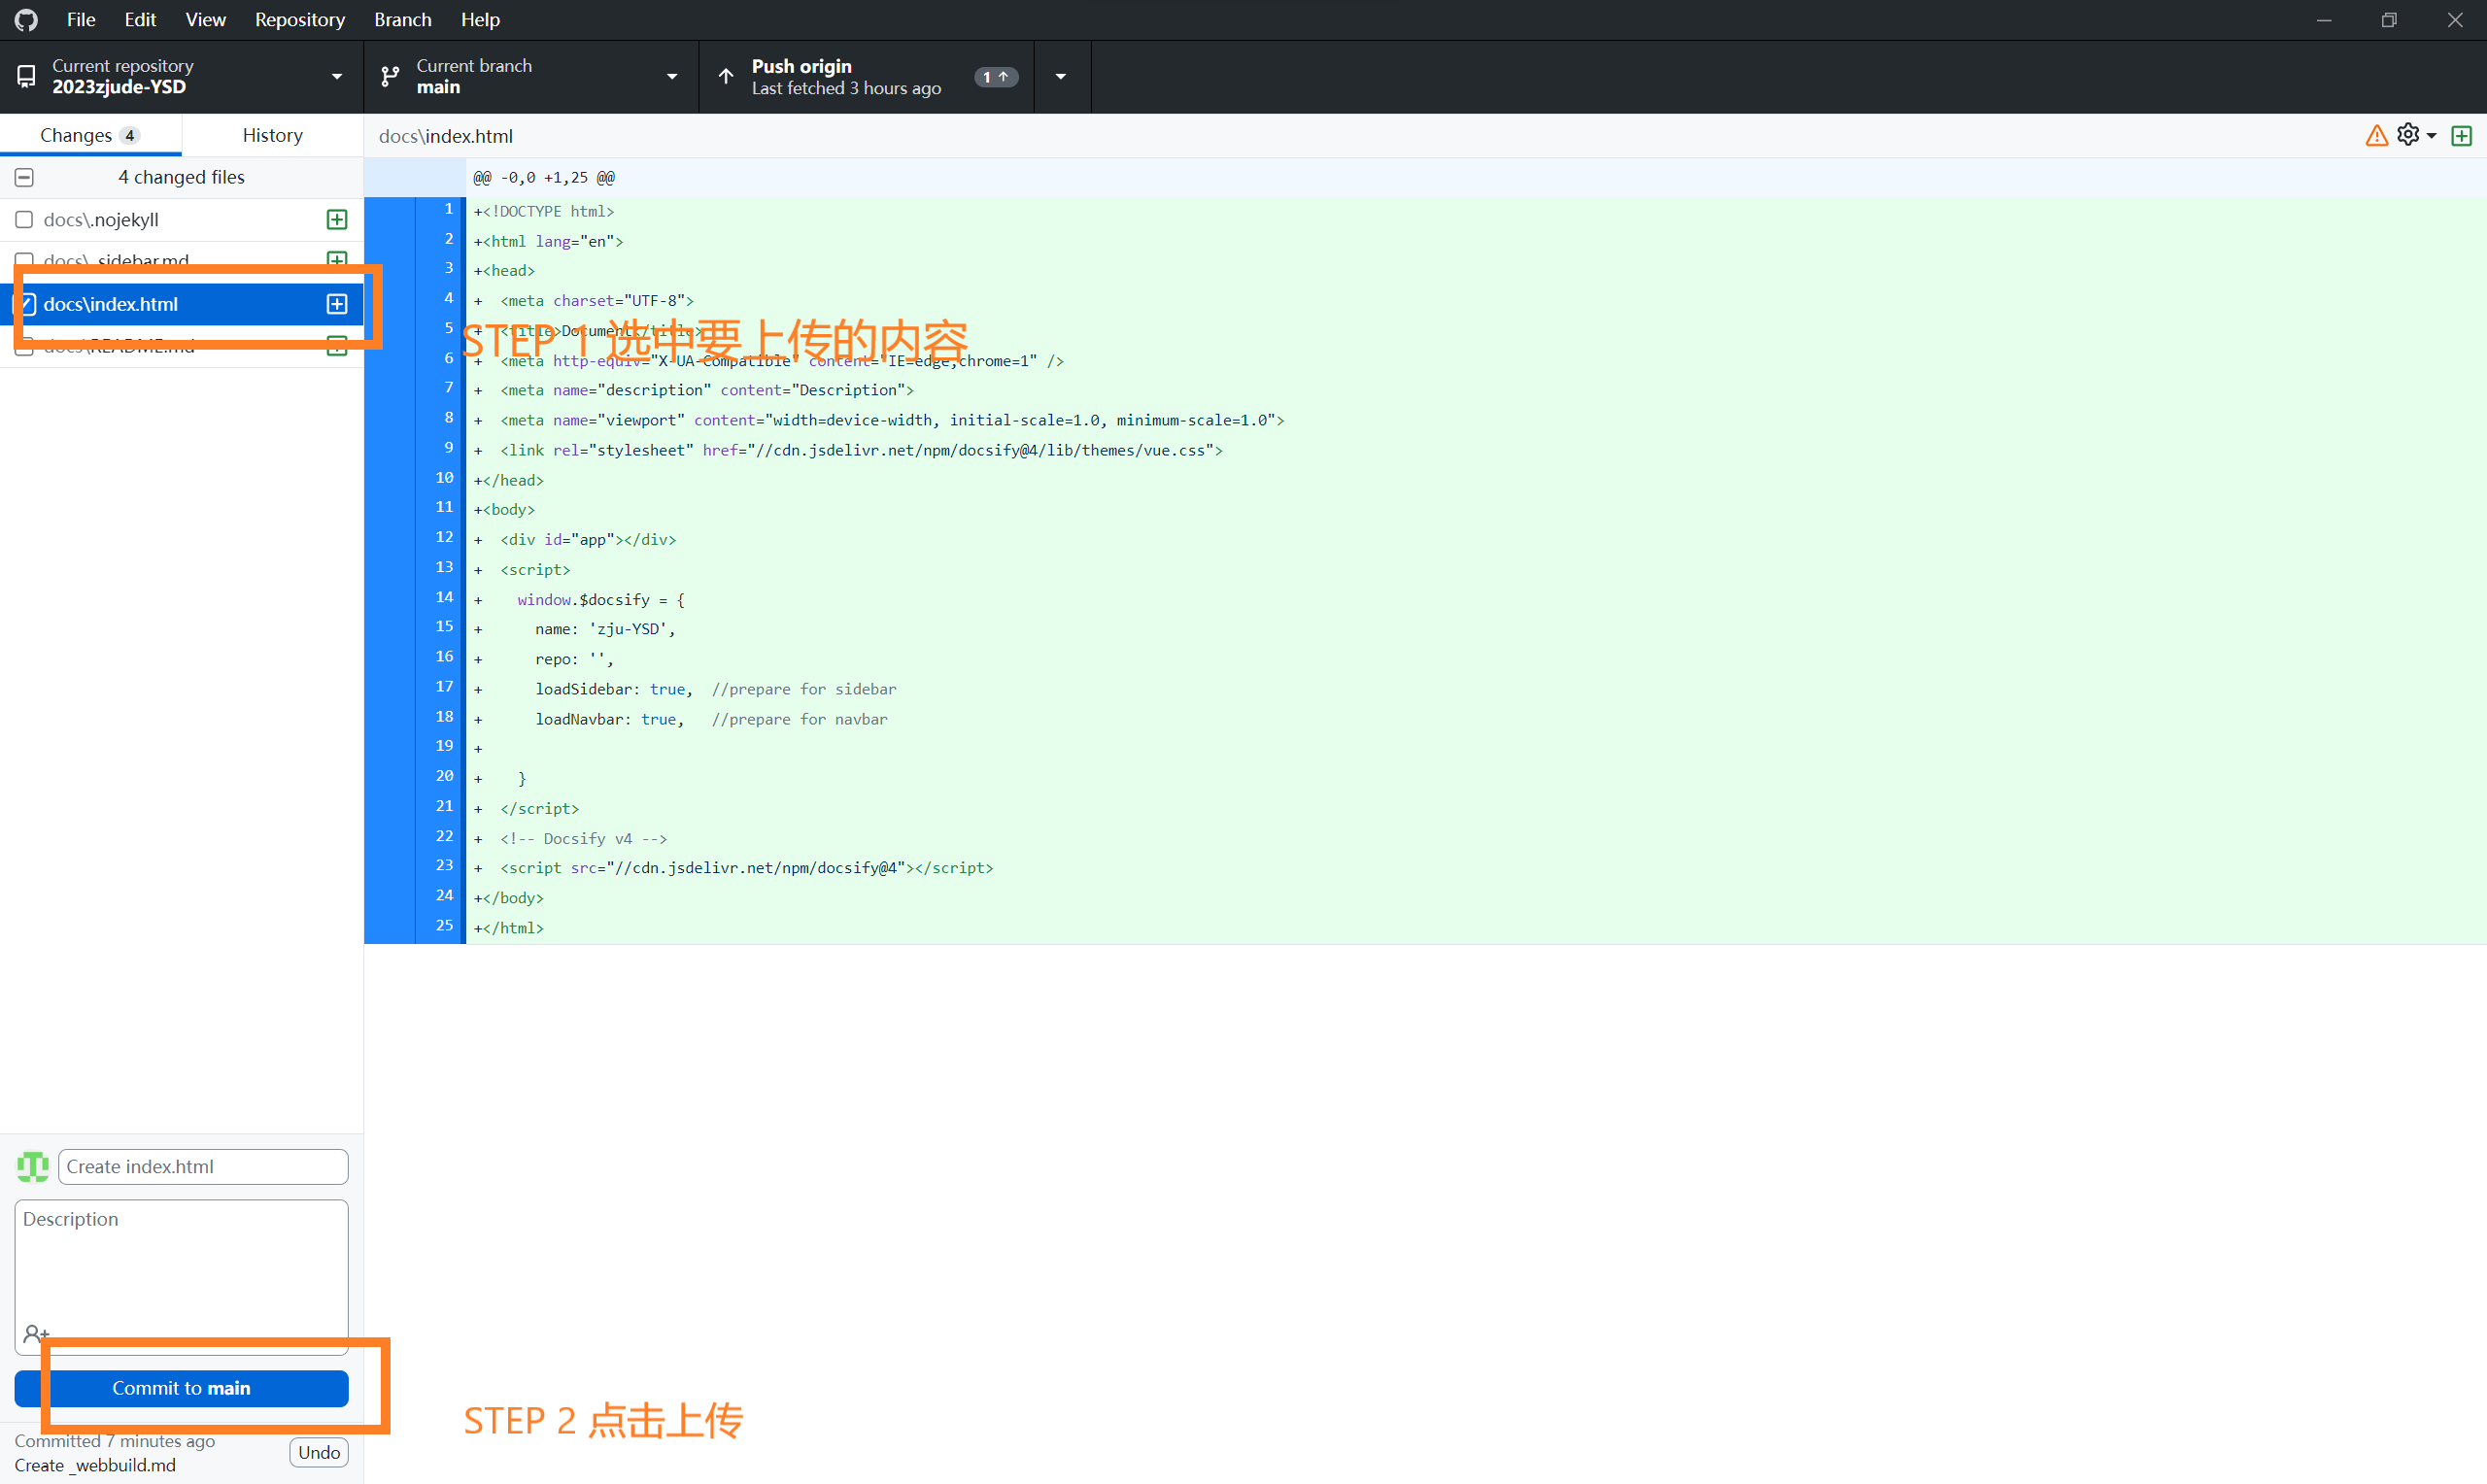 File Edit View Repository Branch Help
Current repository
2023zjude-YSD
Current branch
main
Push origin
Last fetched 3 hours ago
1
Changes 4
History
4 changed files
docs\.nojekyll
docs\_sidebar.md
docs\index.html
docs\README.md
docs\index.html
@@ -0,0 +1,25 @@
1 +<!DOCTYPE html>
2 +<html lang="en">
3 +<head>
4 + <meta charset="UTF-8">
5 + <title>Document</title>
STEP 1 选中要上传的内容
6 + <meta http-equiv="X-UA-Compatible" content="IE=edge,chrome=1" />
7 + <meta name="description" content="Description">
8 + <meta name="viewport" content="width=device-width, initial-scale=1.0, minimum-scale=1.0">
9 + <link rel="stylesheet" href="//cdn.jsdelivr.net/npm/docsify@4/lib/themes/vue.css">
10 +</head>
11 +<body>
12 + <div id="app"></div>
13 + <script>
14 + window.$docsify = {
15 + name: 'zju-YSD',
16 + repo: '',
17 + loadSidebar: true, //prepare for sidebar
18 + loadNavbar: true, //prepare for navbar
19 +
20 + }
21 + </script>
22 + <!-- Docsify v4 -->
23 + <script src="//cdn.jsdelivr.net/npm/docsify@4"></script>
24 +</body>
25 +</html>
Create index.html
Description
Commit to main
STEP 2 点击上传
Committed 7 minutes ago
Create _webbuild.md
Undo